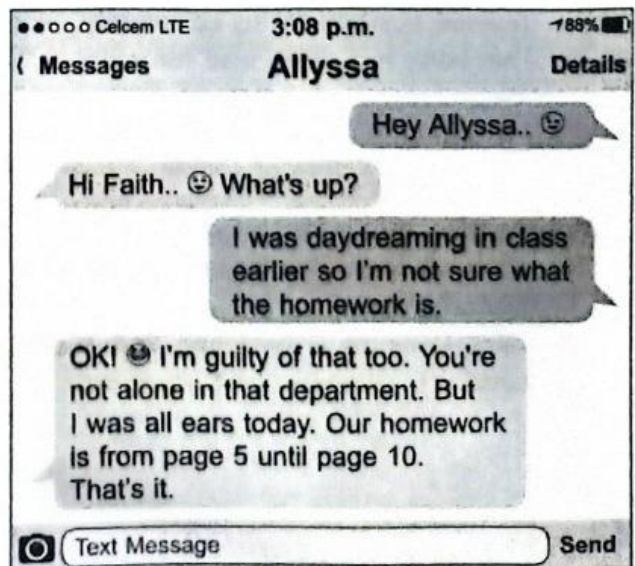 Celcem LTE 3:08 p.m. 88%
Messages Allyssa Details
Hey Allyssa.. 😉
Hi Faith.. 😉 What's up?
I was daydreaming in class
earlier so I'm not sure what
the homework is.
OK! 😄 I'm guilty of that too. You're
not alone in that department. But
I was all ears today. Our homework
is from page 5 until page 10.
That's it.
Text Message Send